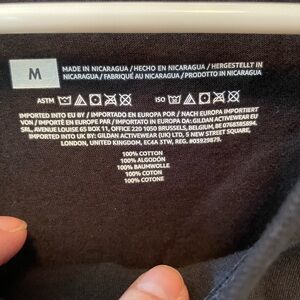 M
MADE IN NICARAGUA / HECHO EN NICARAGUA / HERGESTELLT IN
NICARAGUA / FABRIQUÉ AU NICARAGUA / PRODOTTO IN NICARAGUA
ASTM
ISO
IMPORTED INTO EU BY / IMPORTADO EN EUROPA POR / NACH EUROPA IMPORTIERT
VON / IMPORTÉ EN EUROPE PAR / IMPORTATO IN EUROPA DA: GILDAN ACTIVEWEAR EU
SRL, AVENUE LOUISE 65 BOX 11, OFFICE 220 1050 BRUSSELS, BELGIUM, BE 0768385894.
IMPORTED INTO UK BY: GILDAN ACTIVEWEAR (UK) LTD, 5 NEW STREET SQUARE,
LONDON, UNITED KINGDOM, EC4A 3TW, REG. #05929879.
100% COTTON
100% ALGODÓN
100% BAUMWOLLE
100% COTON
100% COTONE